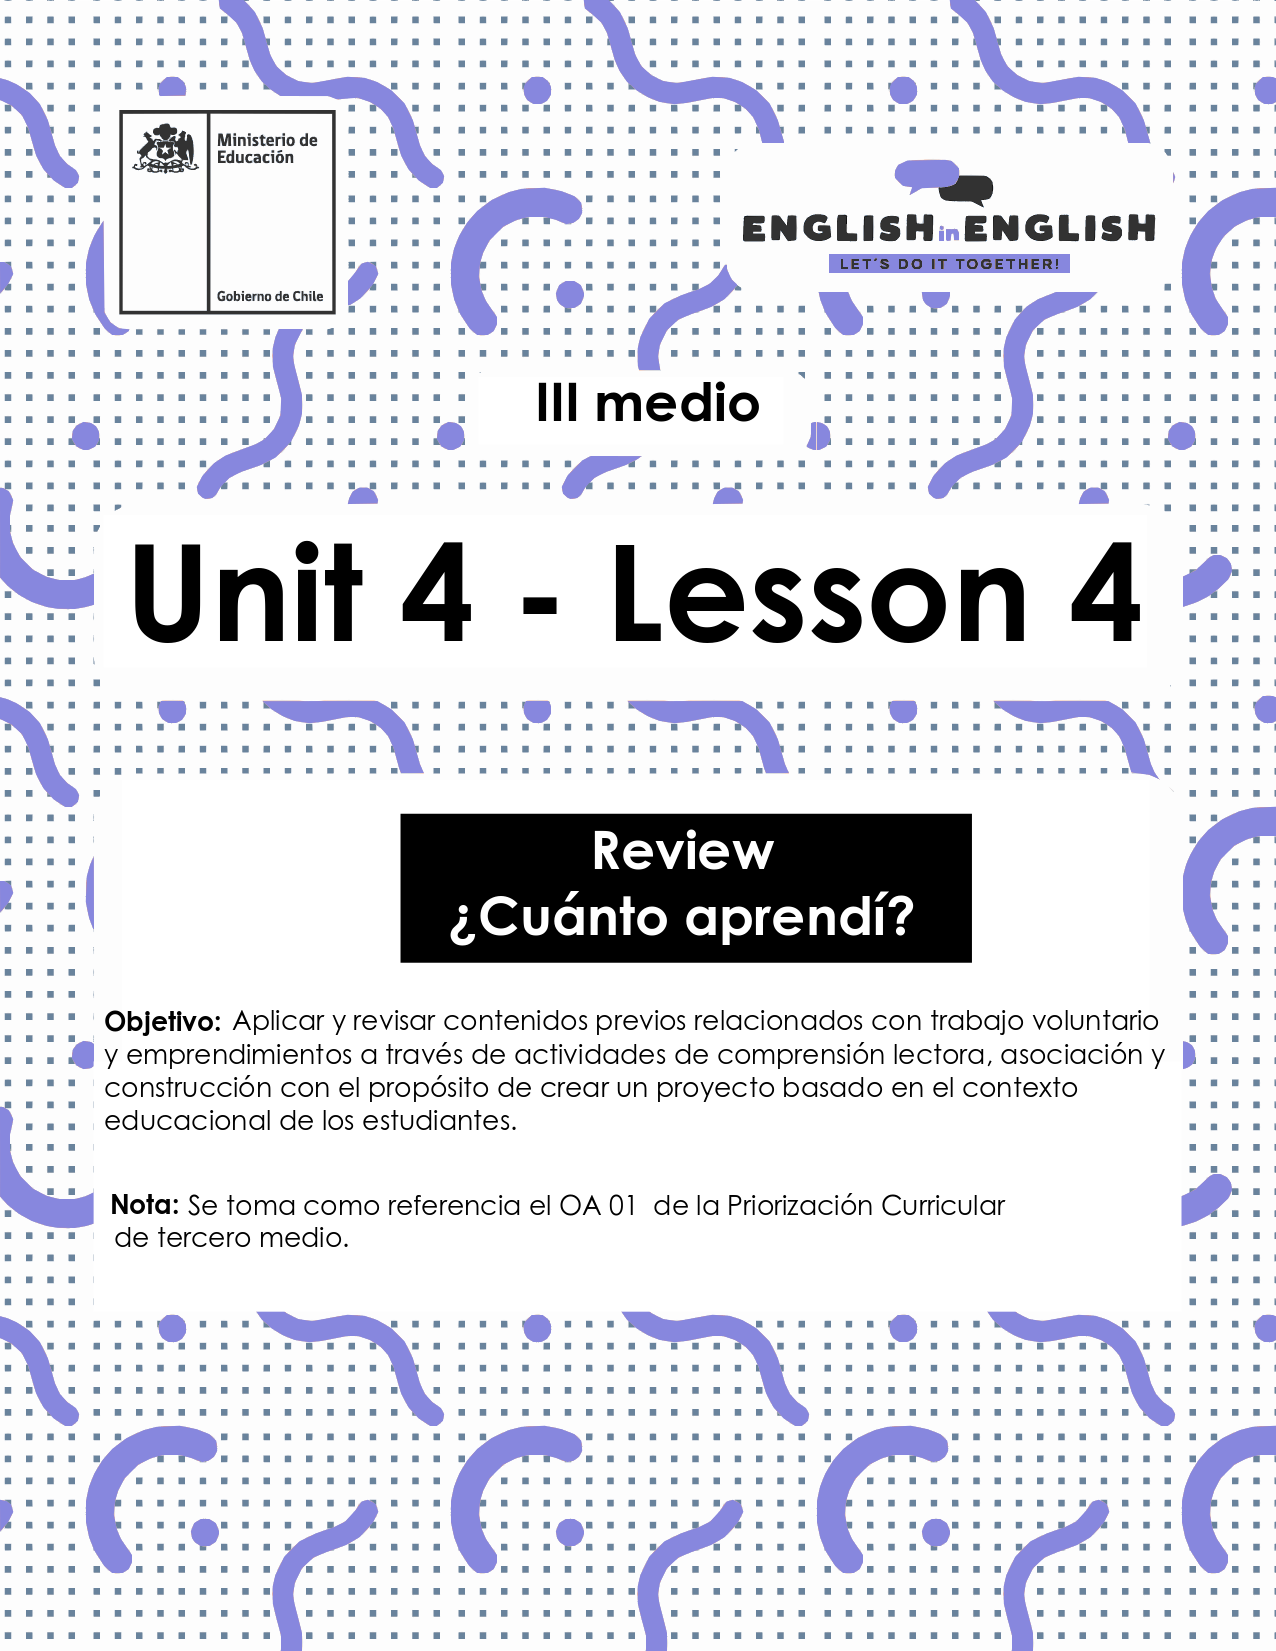 Ministerio de
Educación
Gobierno de Chile
ENGLISH in ENGLISH
LET´S DO IT TOGETHER!
III medio
Unit 4 - Lesson 4
Review
¿Cuánto aprendí?
Objetivo: Aplicar y revisar contenidos previos relacionados con trabajo voluntario
y emprendimientos a través de actividades de comprensión lectora, asociación y
construcción con el propósito de crear un proyecto basado en el contexto
educacional de los estudiantes.
Nota: Se toma como referencia el OA 01 de la Priorización Curricular
de tercero medio.